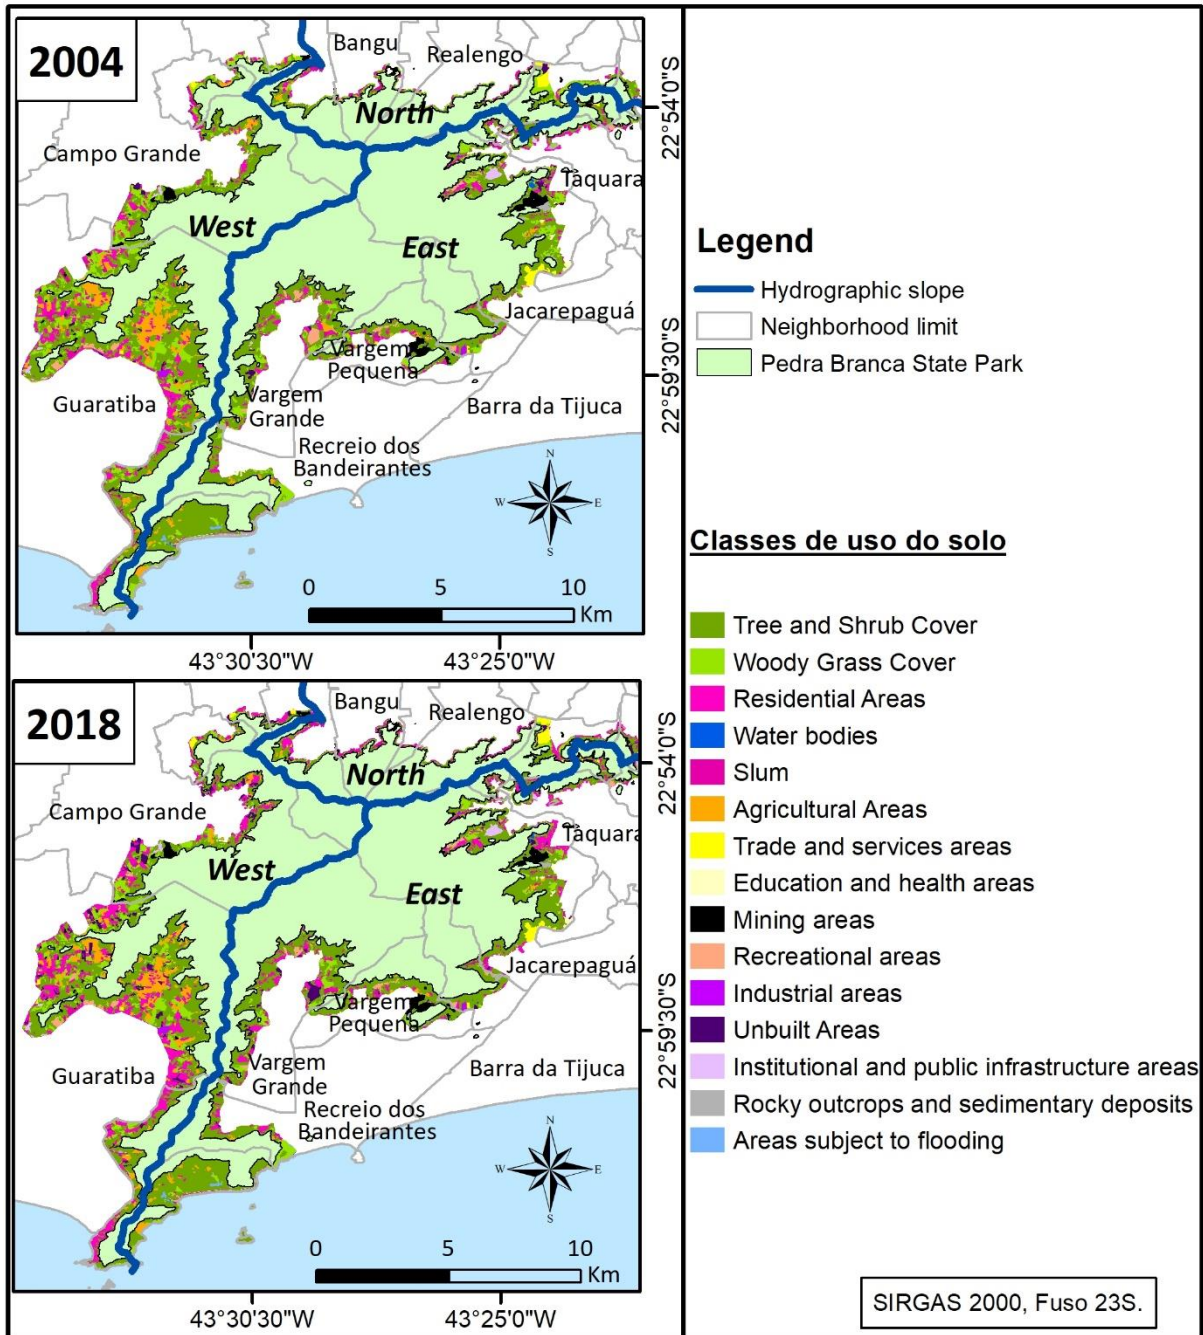 2004
Bangu
Realengo
North
Campo Grande
Taquara
West
East
Jacarepaguá
Vargem
Pequena
Guaratiba
Vargem
Grande
Barra da Tijuca
Recreio dos
Bandeirantes
N
W
E
S
0
5
10
Km
22°54'0"S
22°59'30"S
43°30'30"W
43°25'0"W
2018
Bangu
Realengo
North
Campo Grande
Taquara
West
East
Jacarepaguá
Vargem
Pequena
Guaratiba
Vargem
Grande
Barra da Tijuca
Recreio dos
Bandeirantes
N
W
E
S
0
5
10
Km
22°54'0"S
22°59'30"S
43°30'30"W
43°25'0"W
Legend
Hydrographic slope
Neighborhood limit
Pedra Branca State Park
Classes de uso do solo
Tree and Shrub Cover
Woody Grass Cover
Residential Areas
Water bodies
Slum
Agricultural Areas
Trade and services areas
Education and health areas
Mining areas
Recreational areas
Industrial areas
Unbuilt Areas
Institutional and public infrastructure areas
Rocky outcrops and sedimentary deposits
Areas subject to flooding
SIRGAS 2000, Fuso 23S.